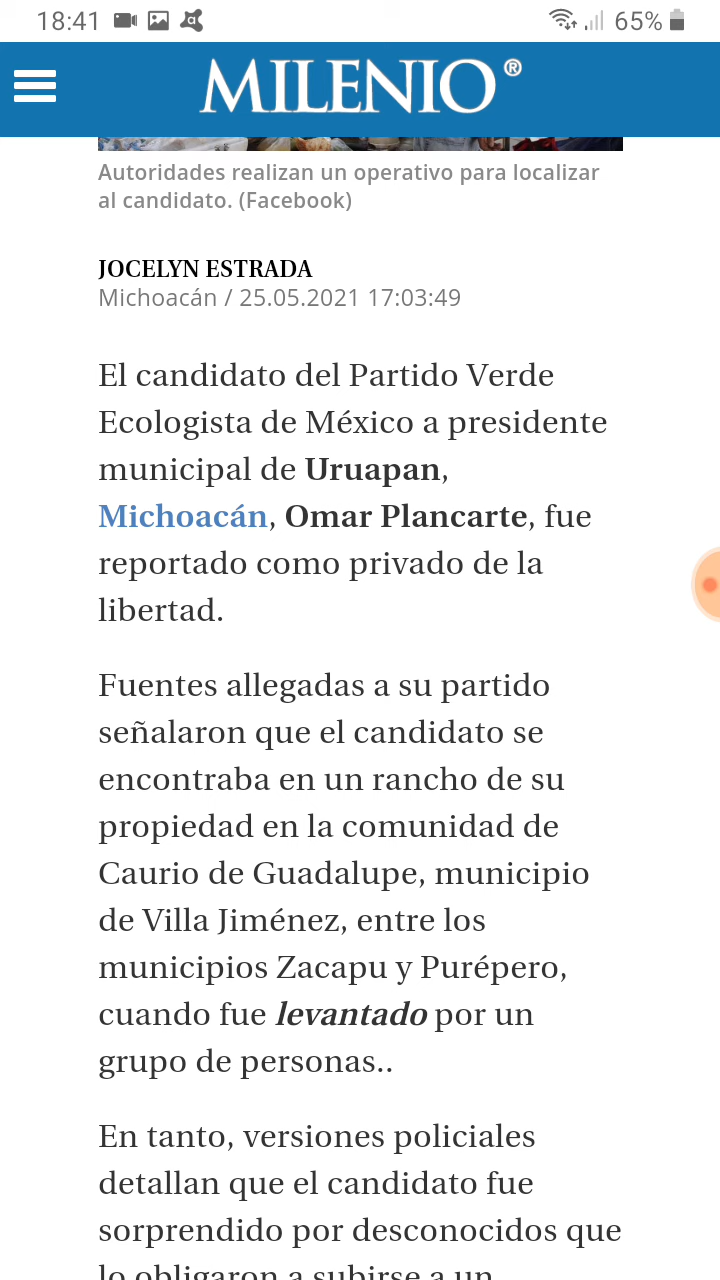 18:41
65%
MILENIO®
Autoridades realizan un operativo para localizar
al candidato. (Facebook)
JOCELYN ESTRADA
Michoacán / 25.05.2021 17:03:49
El candidato del Partido Verde
Ecologista de México a presidente
municipal de Uruapan,
Michoacán, Omar Plancarte, fue
reportado como privado de la
libertad.
Fuentes allegadas a su partido
señalaron que el candidato se
encontraba en un rancho de su
propiedad en la comunidad de
Caurio de Guadalupe, municipio
de Villa Jiménez, entre los
municipios Zacapu y Purépero,
cuando fue levantado por un
grupo de personas..
En tanto, versiones policiales
detallan que el candidato fue
sorprendido por desconocidos que
lo obligaron a subirse a un